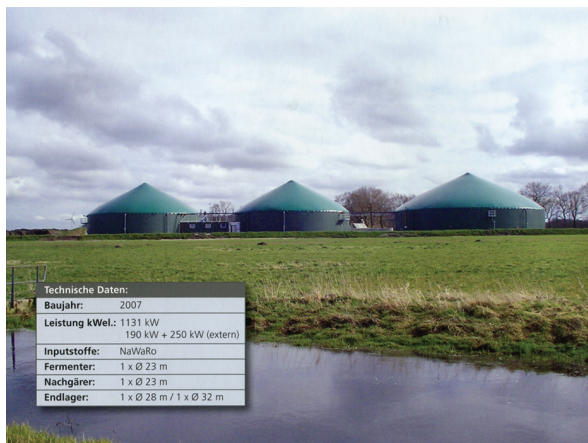 Technische Daten:
Baujahr: 2007
Leistung kWel.: 1131 kW
190 kW + 250 kW (extern)
Inputstoffe: NaWaRo
Fermenter: 1 x Ø 23 m
Nachgärer: 1 x Ø 23 m
Endlager: 1 x Ø 28 m / 1 x Ø 32 m